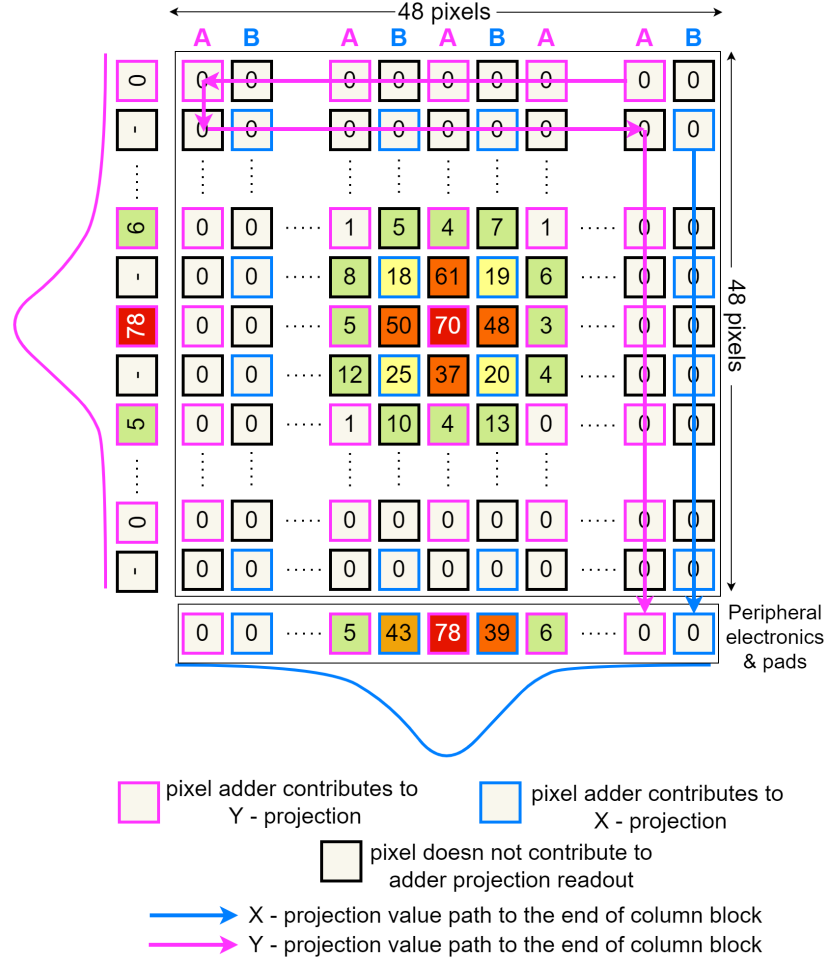 48 pixels
A B A B A B A A B
0 0 0 0 0 0 0 0 0 0
- 0 0 0 0 0 0 0 0 0
6 0 0 ..... 1 5 4 7 1 ..... 0 0
- 0 0 ..... 8 18 61 19 6 ..... 0 0
78 0 0 ..... 5 50 70 48 3 ..... 0 0
- 0 0 ..... 12 25 37 20 4 ..... 0 0
5 0 0 ..... 1 10 4 13 0 ..... 0 0
0 0 0 ..... 0 0 0 0 0 ..... 0 0
- 0 0 ..... 0 0 0 0 0 ..... 0 0
48 pixels
0 0 ..... 5 43 78 39 6 ..... 0 0
Peripheral
electronics
& pads
pixel adder contributes to
Y - projection
pixel adder contributes to
X - projection
pixel doesn not contribute to
adder projection readout
X - projection value path to the end of column block
Y - projection value path to the end of column block